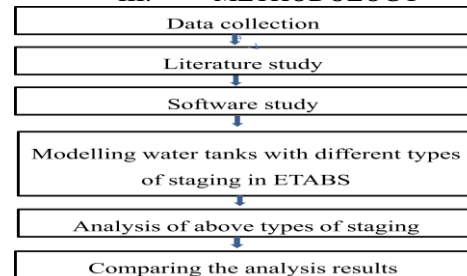 III. METHODOLOGY
Data collection
Literature study
Software study
Modelling water tanks with different types
of staging in ETABS
Analysis of above types of staging
Comparing the analysis results